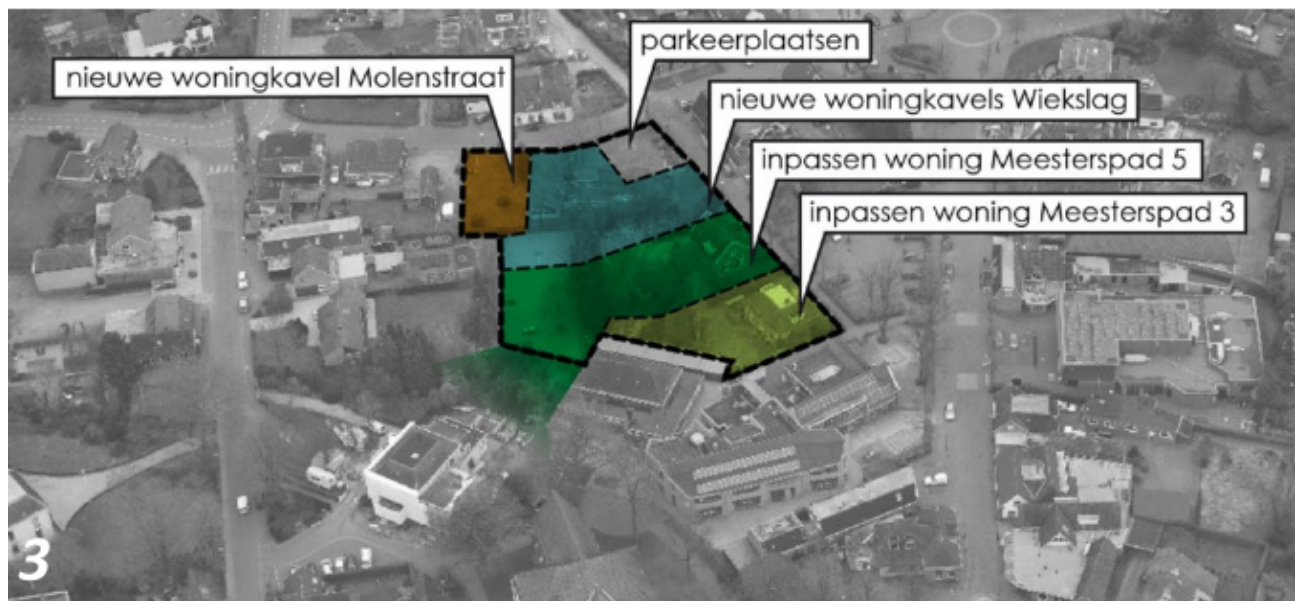 parkeerplaatsen
nieuwe woningkavel Molenstraat
nieuwe woningkavels Wiekslag
inpassen woning Meesterspad 5
inpassen woning Meesterspad 3
3